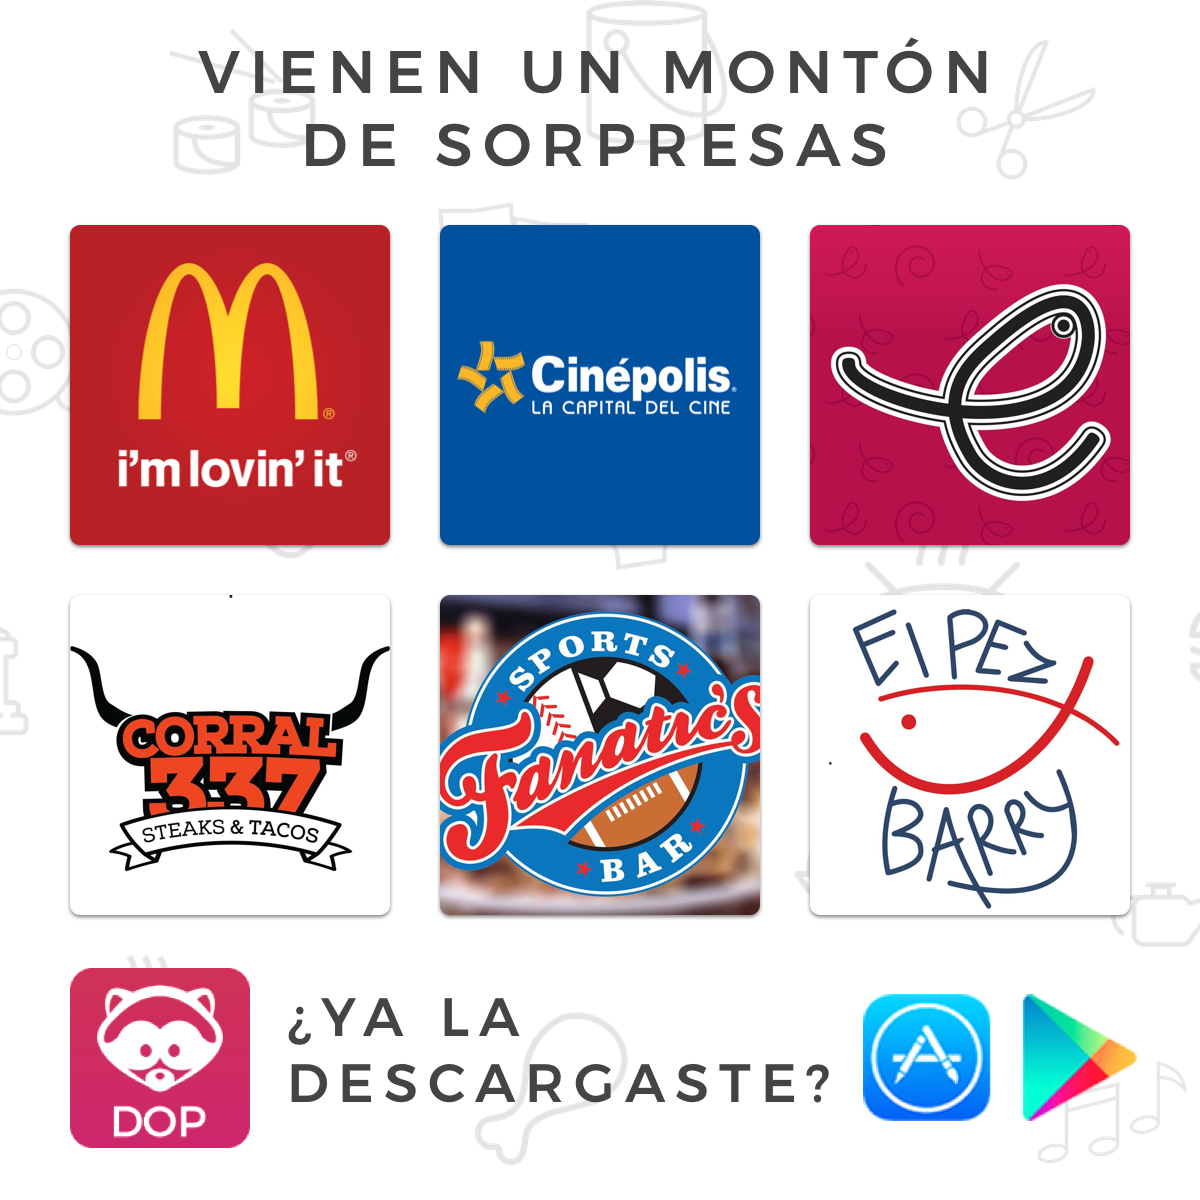 VIENEN UN MONTÓN
DE SORPRESAS
i'm lovin' it®
Cinépolis®
LA CAPITAL DEL CINE
e
CORRAL
337
STEAKS & TACOS
SPORTS
Fanatic's
BAR
El PEZ
BARRY
DOP
¿YA LA
DESCARGASTE?